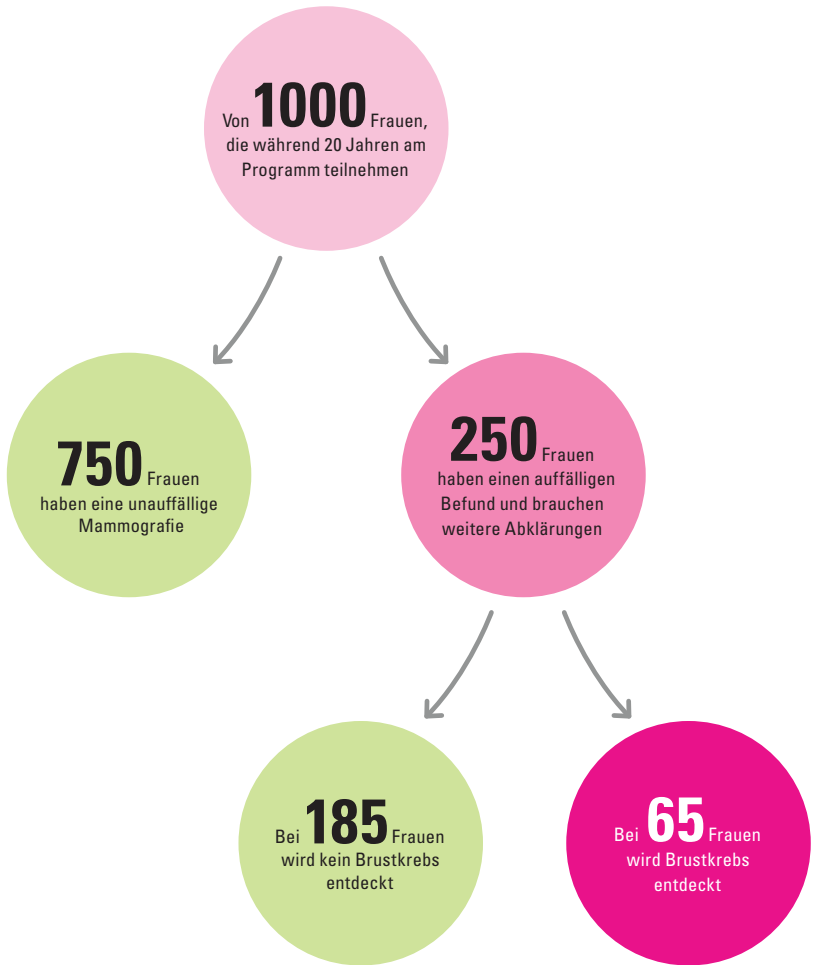 Von 1000 Frauen,
die während 20 Jahren am
Programm teilnehmen
750 Frauen
haben eine unauffällige
Mammografie
250 Frauen
haben einen auffälligen
Befund und brauchen
weitere Abklärungen
Bei 185 Frauen
wird kein Brustkrebs
entdeckt
Bei 65 Frauen
wird Brustkrebs
entdeckt